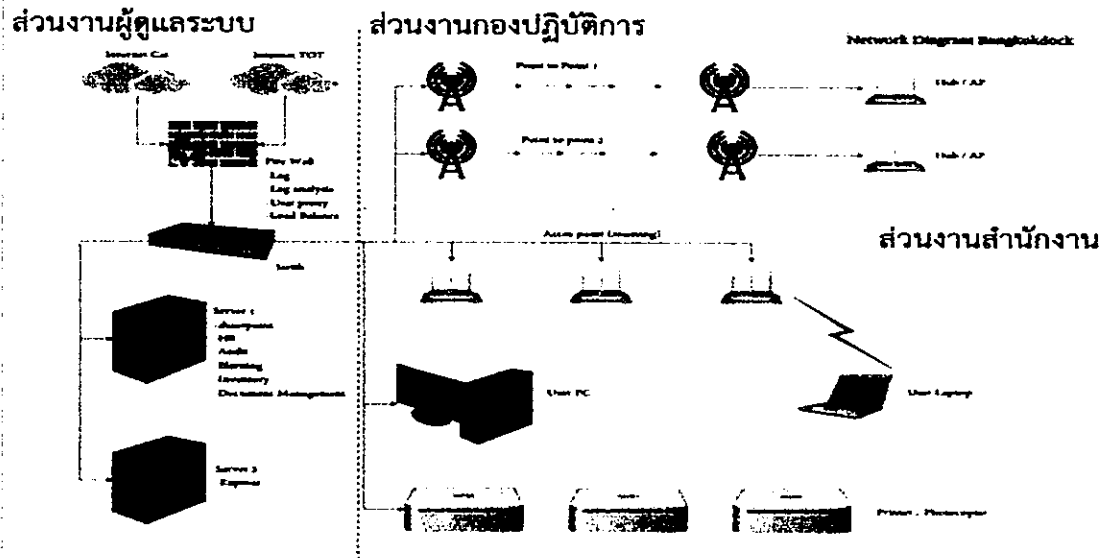 ส่วนงานผู้ดูแลระบบ
ส่วนงานกองปฏิบัติการ
Network Diagram Bangkokdock
Internet Cat
Internet TOT
Point to Point 1
Hub / AP
Point to point 2
Hub / AP
Fire Wall
- Log
- Log analysis
- User proxy
- Load Balance
ส่วนงานสำนักงาน
Server 1
HR
Audit
Inventory
Document Management
User PC
User Laptop
Server 2